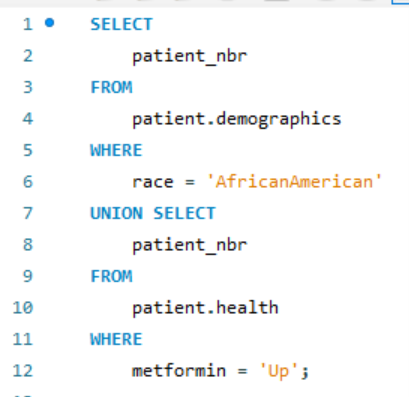 1 SELECT
2 patient_nbr
3 FROM
4 patient.demographics
5 WHERE
6 race = 'AfricanAmerican'
7 UNION SELECT
8 patient_nbr
9 FROM
10 patient.health
11 WHERE
12 metformin = 'Up';